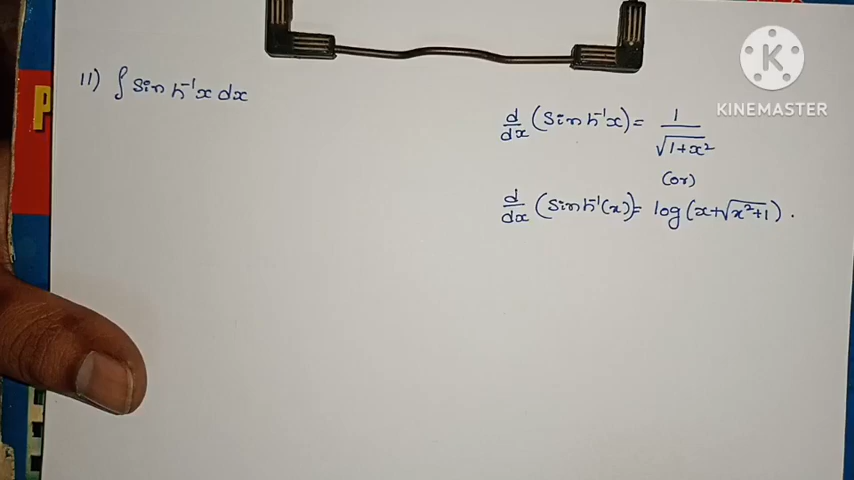 11) ∫ Sin h⁻¹x dx
d/dx (Sin h⁻¹x) = 1/√(1+x²)
(or)
d/dx (Sin h⁻¹(x)) = log(x+√(x²+1)).
K
KINEMASTER
P